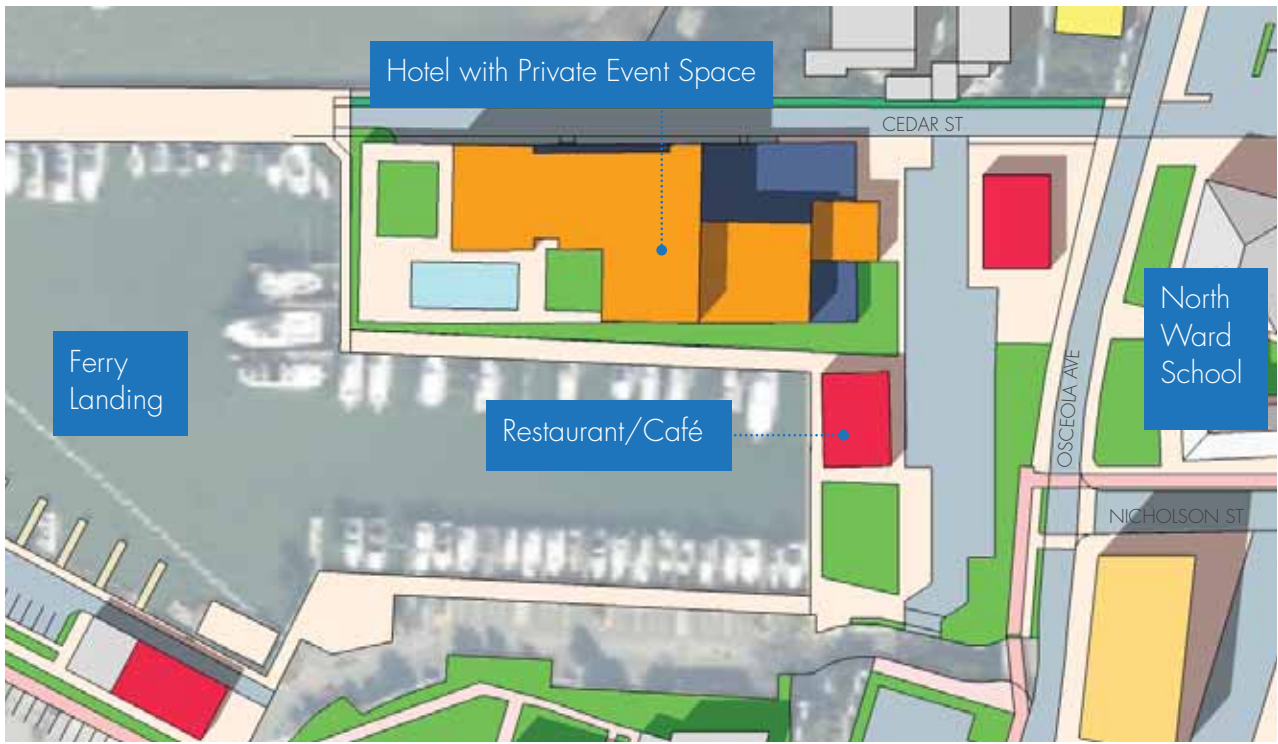 Hotel with Private Event Space
CEDAR ST
Ferry
Landing
Restaurant/Café
North
Ward
School
OSCEOLA AVE
NICHOLSON ST